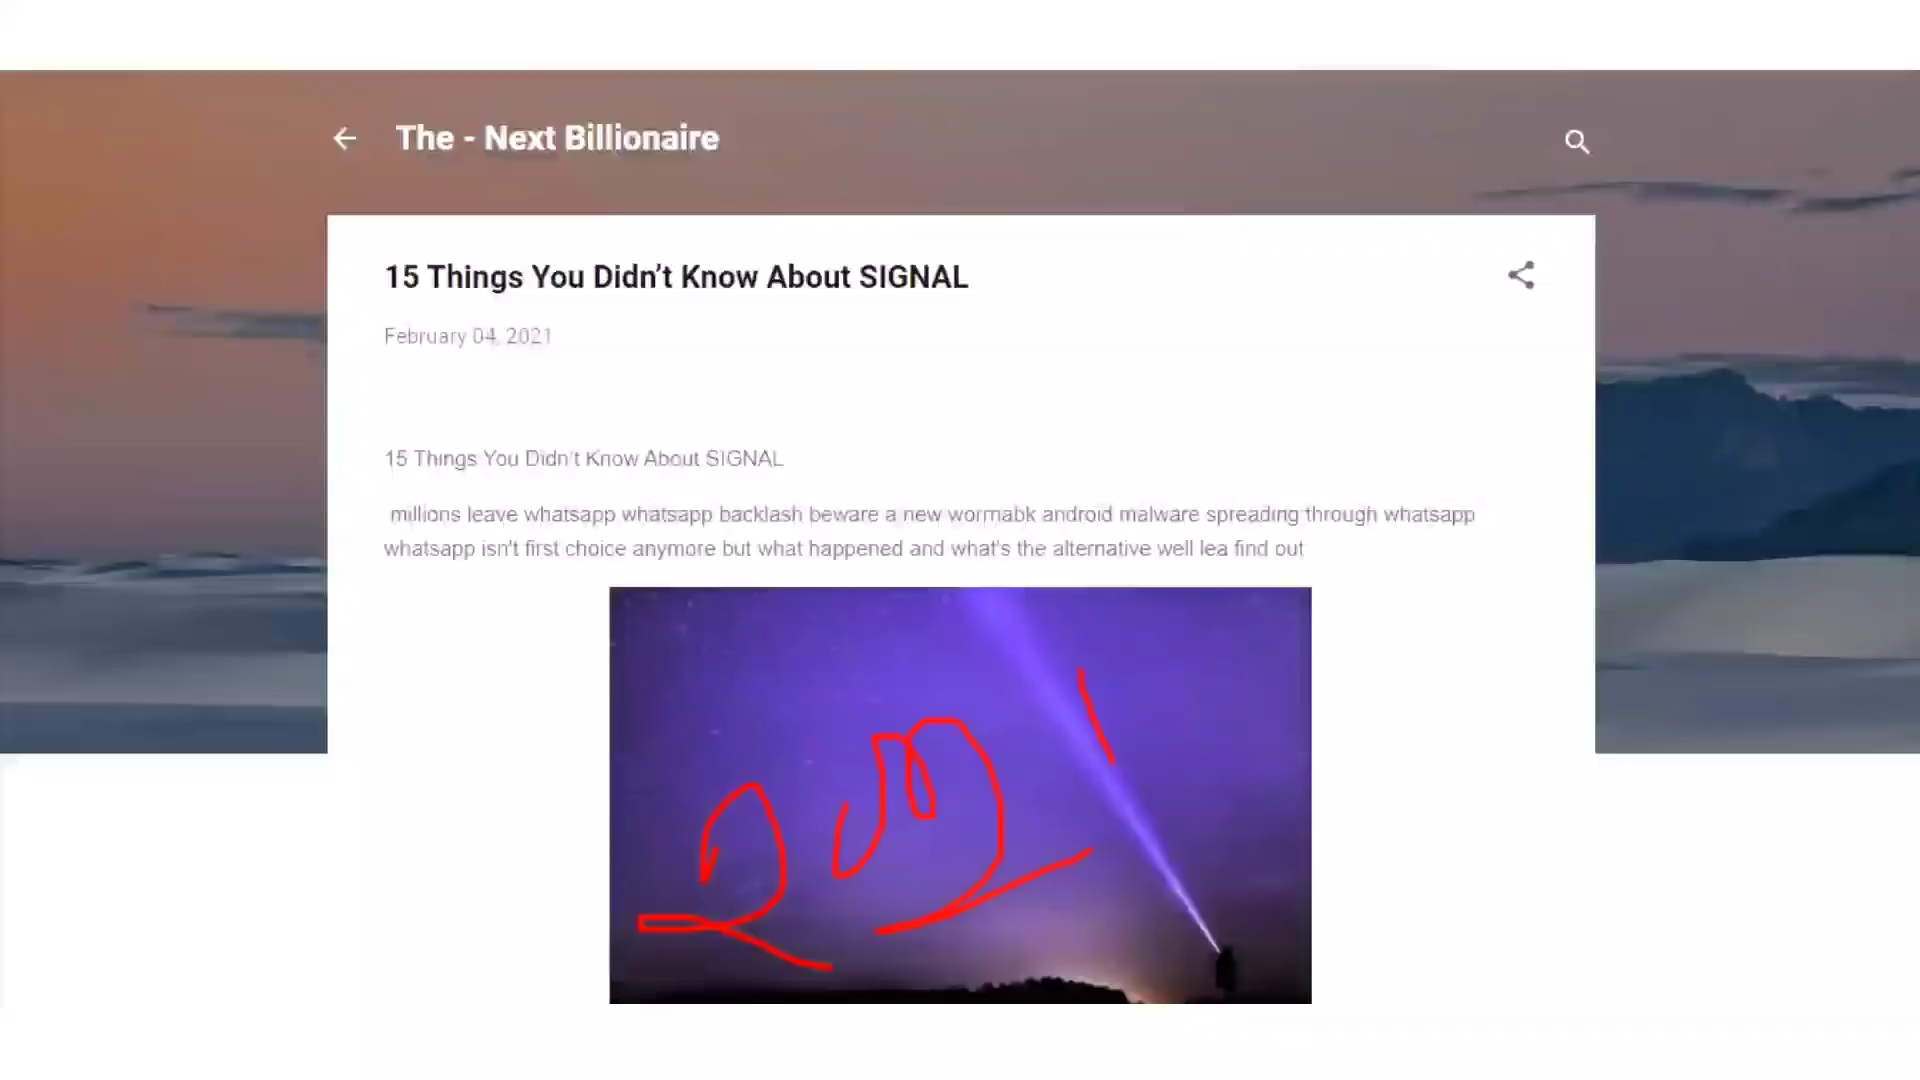 The - Next Billionaire
15 Things You Didn't Know About SIGNAL
February 04, 2021
15 Things You Didn't Know About SIGNAL
millions leave whatsapp whatsapp backlash beware a new wormabk android malware spreading through whatsapp
whatsapp isn't first choice anymore but what happened and what's the alternative well lea find out